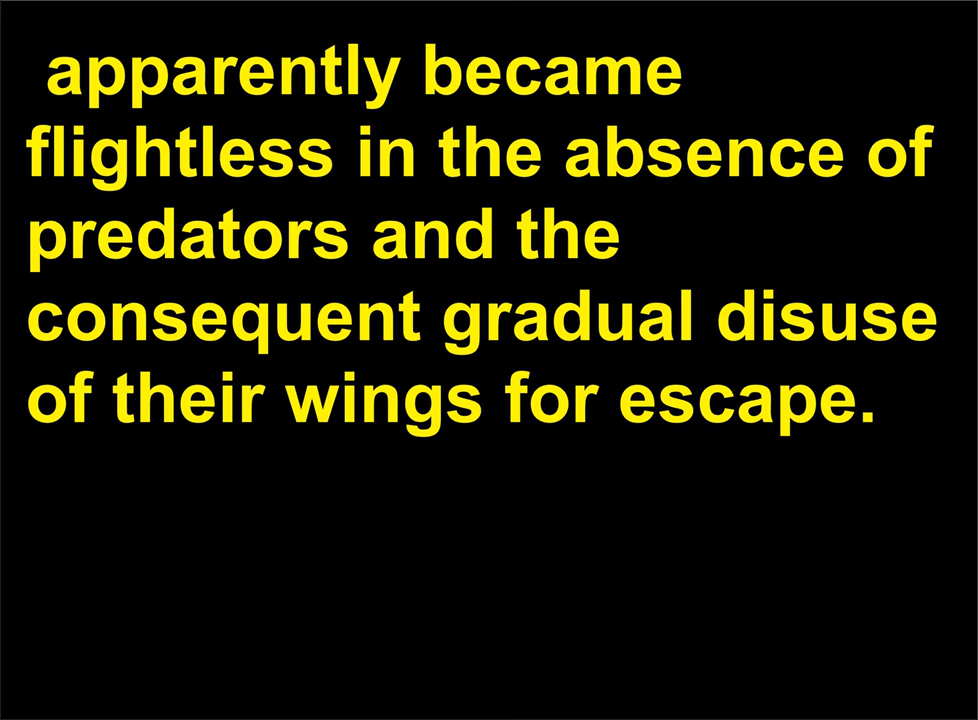 apparently became
flightless in the absence of
predators and the
consequent gradual disuse
of their wings for escape.